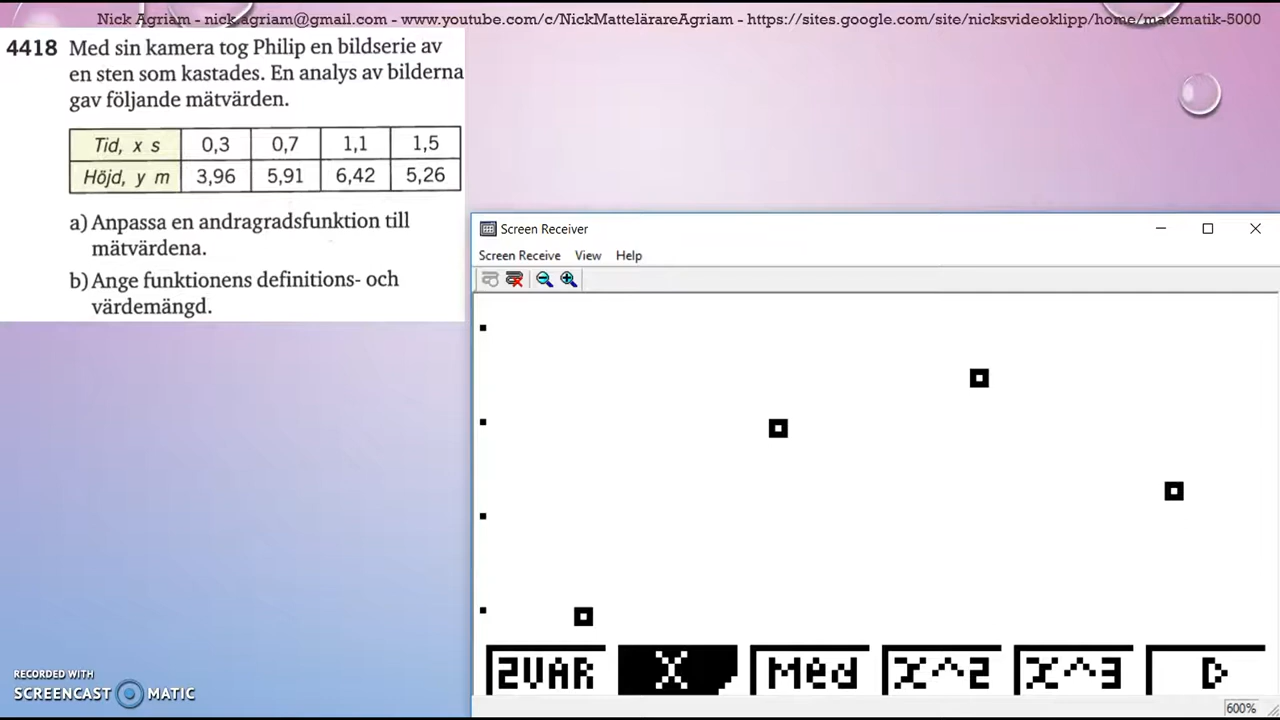 Nick Agriam - nick.agriam@gmail.com - www.youtube.com/c/NickMattelärareAgriam - https://sites.google.com/site/nicksvideoklipp/home/matematik-5000
4418 Med sin kamera tog Philip en bildserie av
en sten som kastades. En analys av bilderna
gav följande mätvärden.
Tid, x s 0,3 0,7 1,1 1,5
Höjd, y m 3,96 5,91 6,42 5,26
a) Anpassa en andragradsfunktion till
mätvärdena.
b) Ange funktionens definitions- och
värdemängd.
Screen Receiver
Screen Receive View Help
2VAR X Med X^2 X^3
600%
RECORDED WITH
SCREENCAST MATIC